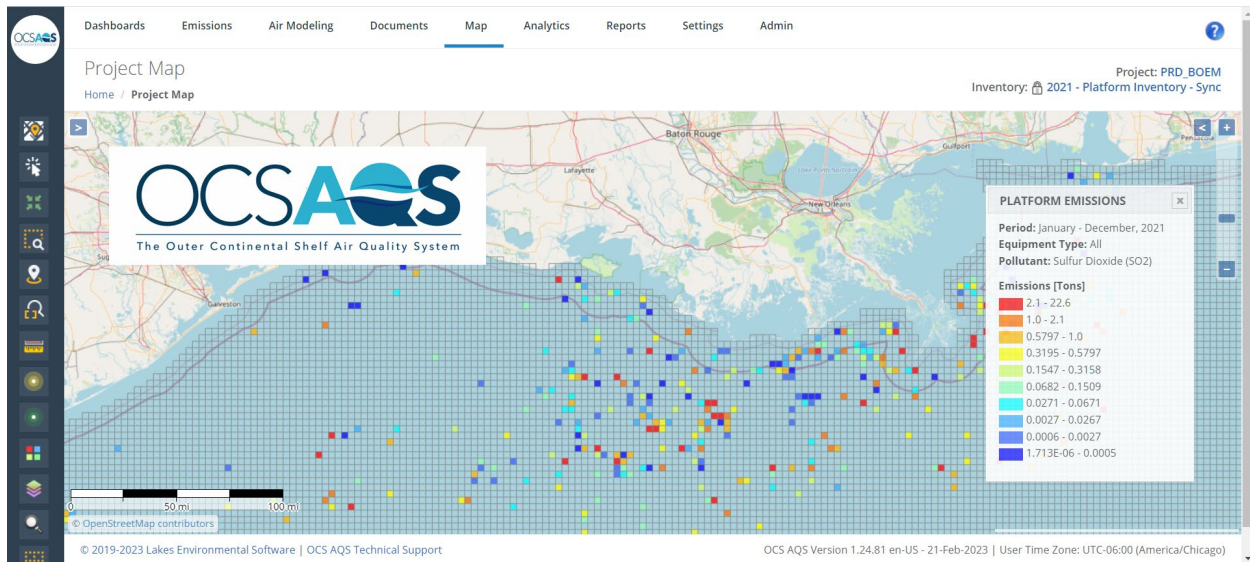 OCSAQS
Dashboards Emissions Air Modeling Documents Map Analytics Reports Settings Admin
?
Project Map
Home / Project Map
Project: PRD_BOEM
Inventory: 2021 - Platform Inventory - Sync
>
<
+
Baton Rouge
Gulfport
Pensacola
Lafayette
Lake Pontchartrain
New Orleans
OCSAQS
The Outer Continental Shelf Air Quality System
Galveston
PLATFORM EMISSIONS
Period: January - December, 2021
Equipment Type: All
Pollutant: Sulfur Dioxide (SO2)
Emissions [Tons]
2.1 - 22.6
1.0 - 2.1
0.5797 - 1.0
0.3195 - 0.5797
0.1547 - 0.3158
0.0682 - 0.1509
0.0271 - 0.0671
0.0027 - 0.0267
0.0006 - 0.0027
1.713E-06 - 0.0005
0 50 mi 100 mi
© OpenStreetMap contributors
© 2019-2023 Lakes Environmental Software | OCS AQS Technical Support
OCS AQS Version 1.24.81 en-US - 21-Feb-2023 | User Time Zone: UTC-06:00 (America/Chicago)